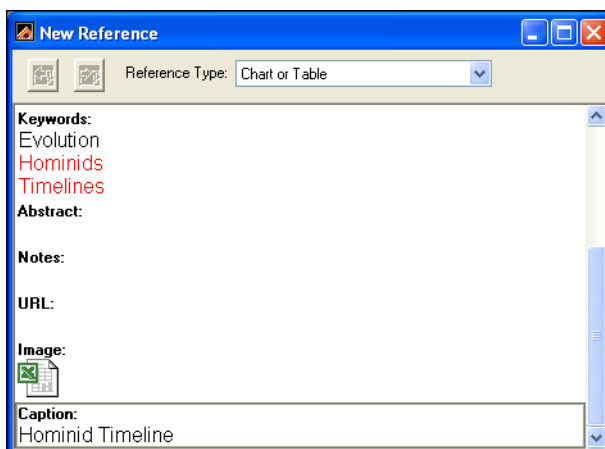 New Reference
Reference Type: Chart or Table
Keywords:
Evolution
Hominids
Timelines
Abstract:
Notes:
URL:
Image:
Caption:
Hominid Timeline